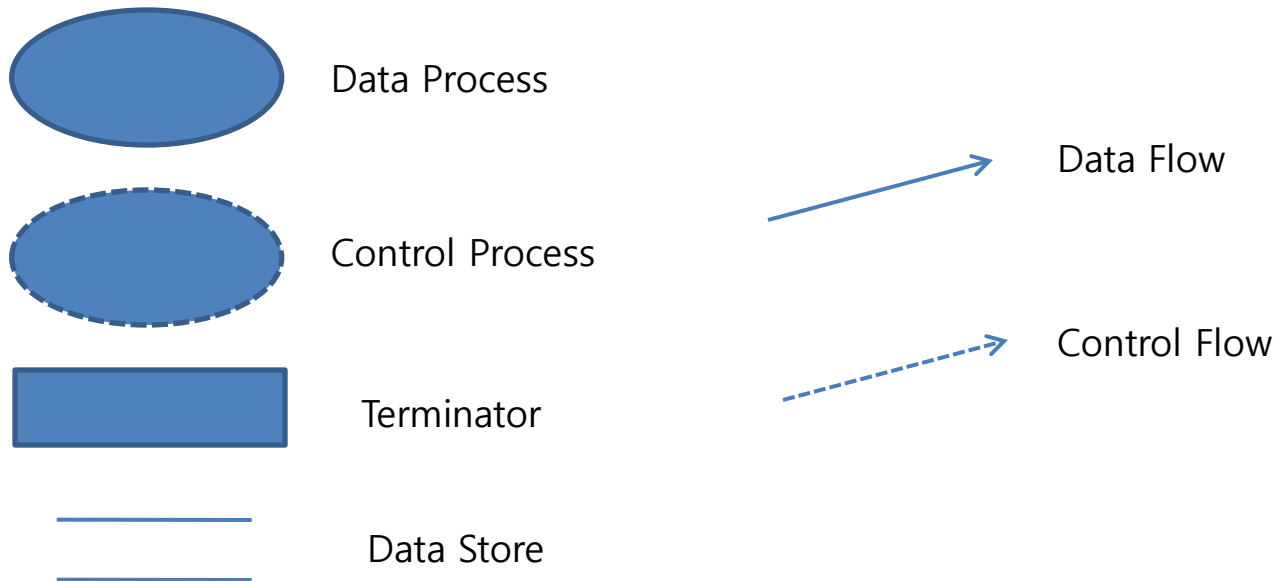 Data Process
Data Flow
Control Process
Control Flow
Terminator
Data Store